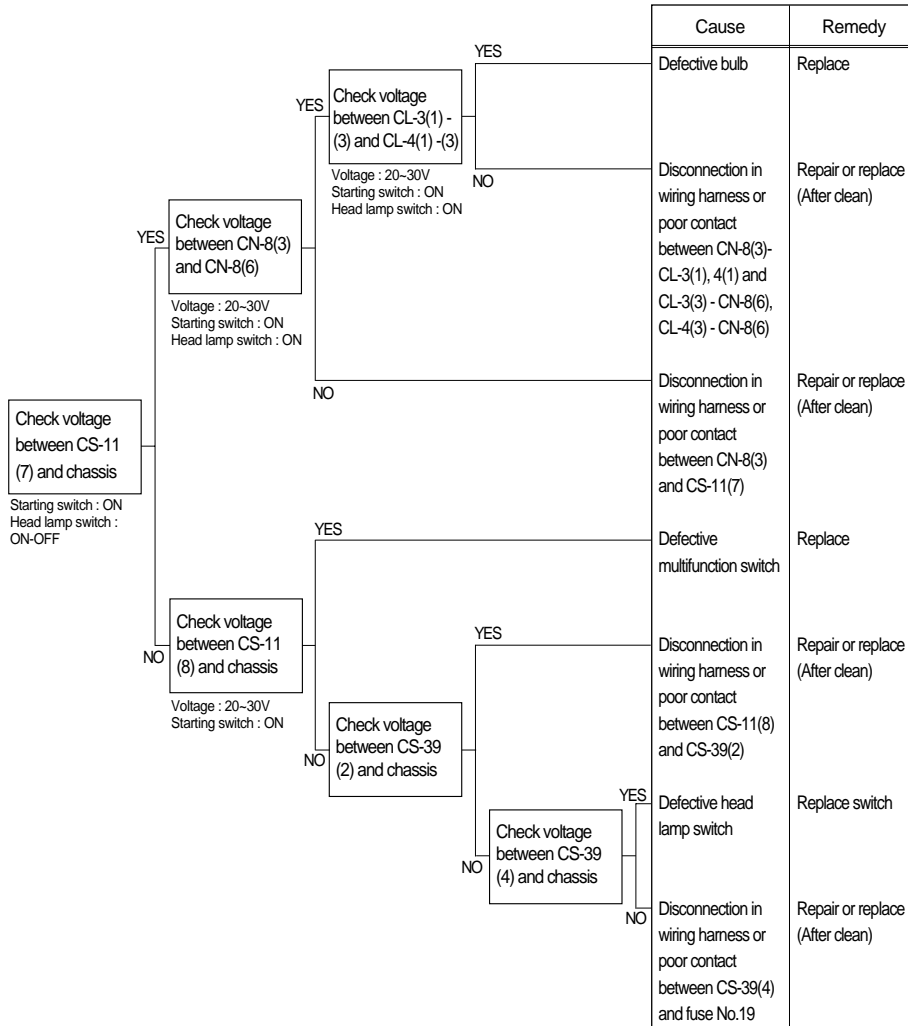 Cause
Remedy
YES
Defective bulb
Replace
YES
Check voltage
between CL-3(1) -
(3) and CL-4(1) -(3)
Voltage : 20~30V
Starting switch : ON
Head lamp switch : ON
NO
Disconnection in
wiring harness or
poor contact
between CN-8(3)-
CL-3(1), 4(1) and
CL-3(3) - CN-8(6),
CL-4(3) - CN-8(6)
Repair or replace
(After clean)
YES
Check voltage
between CN-8(3)
and CN-8(6)
Voltage : 20~30V
Starting switch : ON
Head lamp switch : ON
NO
Disconnection in
wiring harness or
poor contact
between CN-8(3)
and CS-11(7)
Repair or replace
(After clean)
Check voltage
between CS-11
(7) and chassis
Starting switch : ON
Head lamp switch :
ON-OFF
YES
Defective
multifunction switch
Replace
NO
Check voltage
between CS-11
(8) and chassis
Voltage : 20~30V
Starting switch : ON
YES
Disconnection in
wiring harness or
poor contact
between CS-11(8)
and CS-39(2)
Repair or replace
(After clean)
NO
Check voltage
between CS-39
(2) and chassis
YES
Defective head
lamp switch
Replace switch
NO
Check voltage
between CS-39
(4) and chassis
NO
Disconnection in
wiring harness or
poor contact
between CS-39(4)
and fuse No.19
Repair or replace
(After clean)